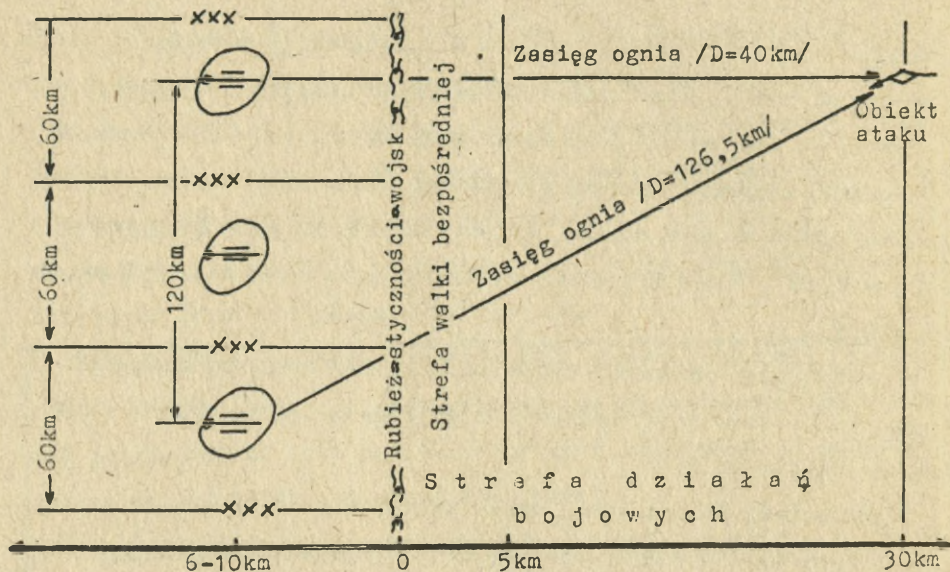 xxx
60km
Zasięg ognia /D=40km/
Obiekt
ataku
Rubież styczności wojsk
Strefa walki bezpośredniej
Zasięg ognia /D=126,5km/
xxx
60km
120km
xxx
60km
Strefa działań
bojowych
xxx
6-10km
0
5km
30km